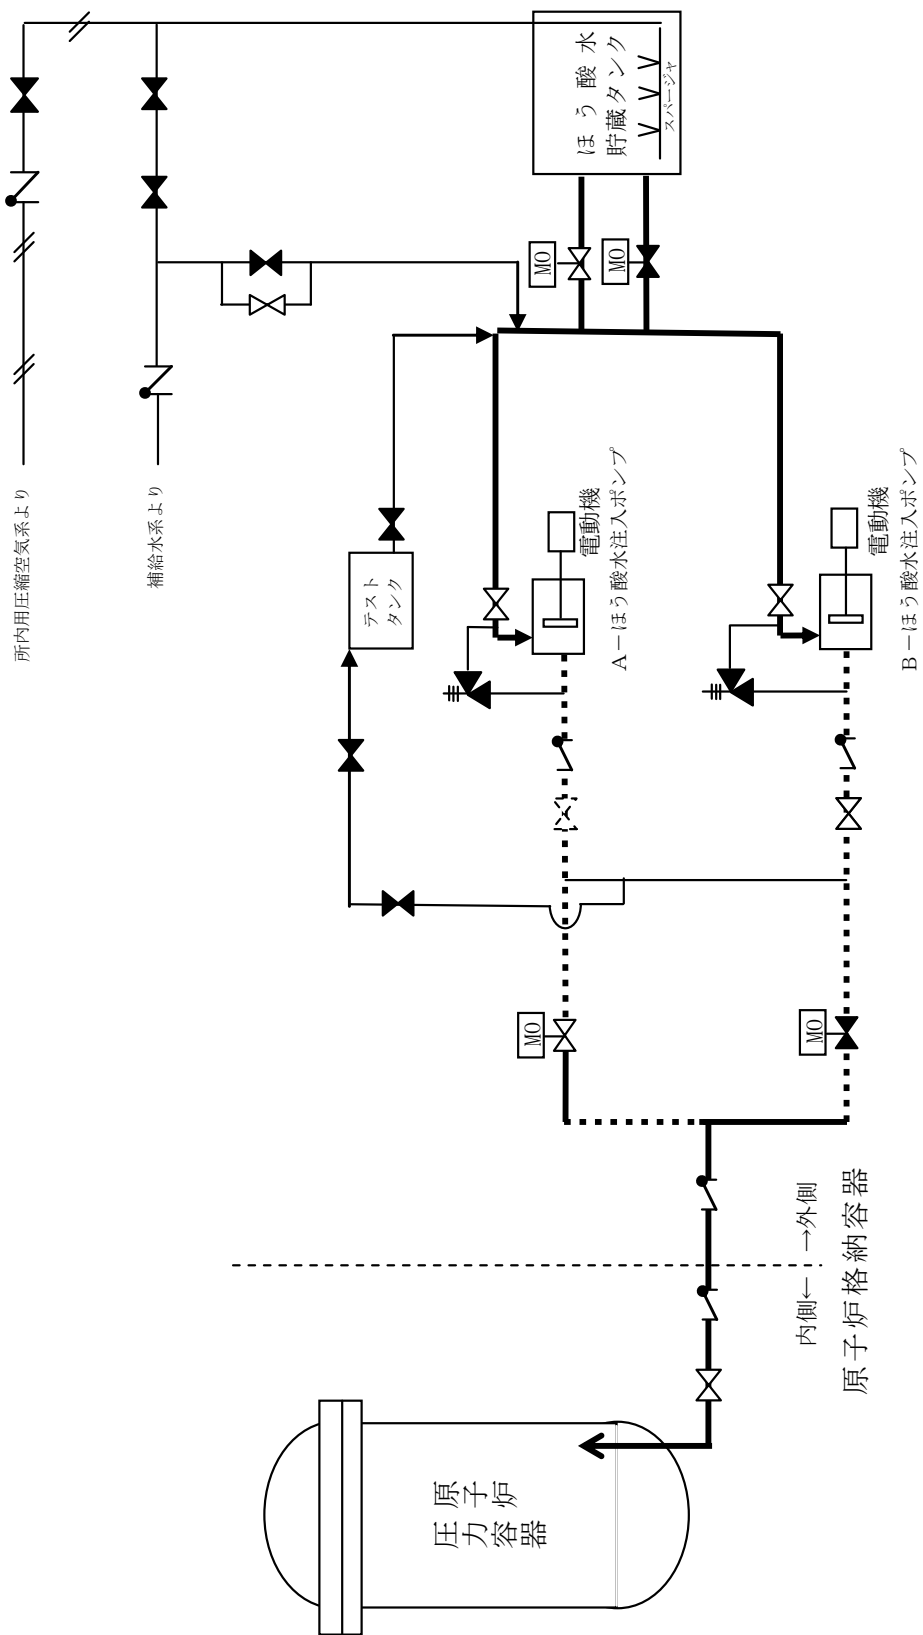 ほう酸水
貯蔵タンク
スパージャ
MO
MO
所内用圧縮空気系より
補給水系より
テスト
タンク
電動機
A－ほう酸水注入ポンプ
電動機
B－ほう酸水注入ポンプ
MO
MO
内側← →外側
原子炉格納容器
原子炉
圧力容器